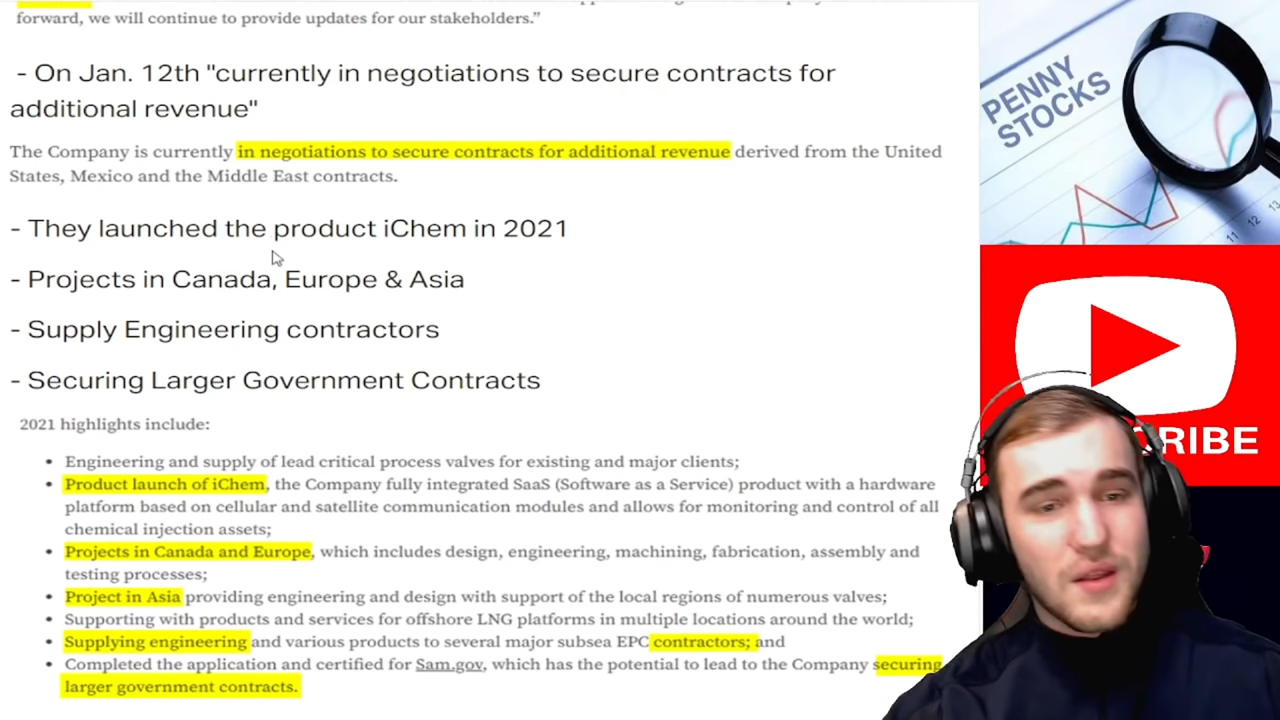 forward, we will continue to provide updates for our stakeholders.”
- On Jan. 12th "currently in negotiations to secure contracts for
additional revenue"
The Company is currently in negotiations to secure contracts for additional revenue derived from the United
States, Mexico and the Middle East contracts.
- They launched the product iChem in 2021
- Projects in Canada, Europe & Asia
- Supply Engineering contractors
- Securing Larger Government Contracts
2021 highlights include:
• Engineering and supply of lead critical process valves for existing and major clients;
• Product launch of iChem, the Company fully integrated SaaS (Software as a Service) product with a hardware
platform based on cellular and satellite communication modules and allows for monitoring and control of all
chemical injection assets;
• Projects in Canada and Europe, which includes design, engineering, machining, fabrication, assembly and
testing processes;
• Project in Asia providing engineering and design with support of the local regions of numerous valves;
• Supporting with products and services for offshore LNG platforms in multiple locations around the world;
• Supplying engineering and various products to several major subsea EPC contractors; and
• Completed the application and certified for Sam.gov, which has the potential to lead to the Company securing
larger government contracts.
PENNY
STOCKS
11 12 13
CRIBE